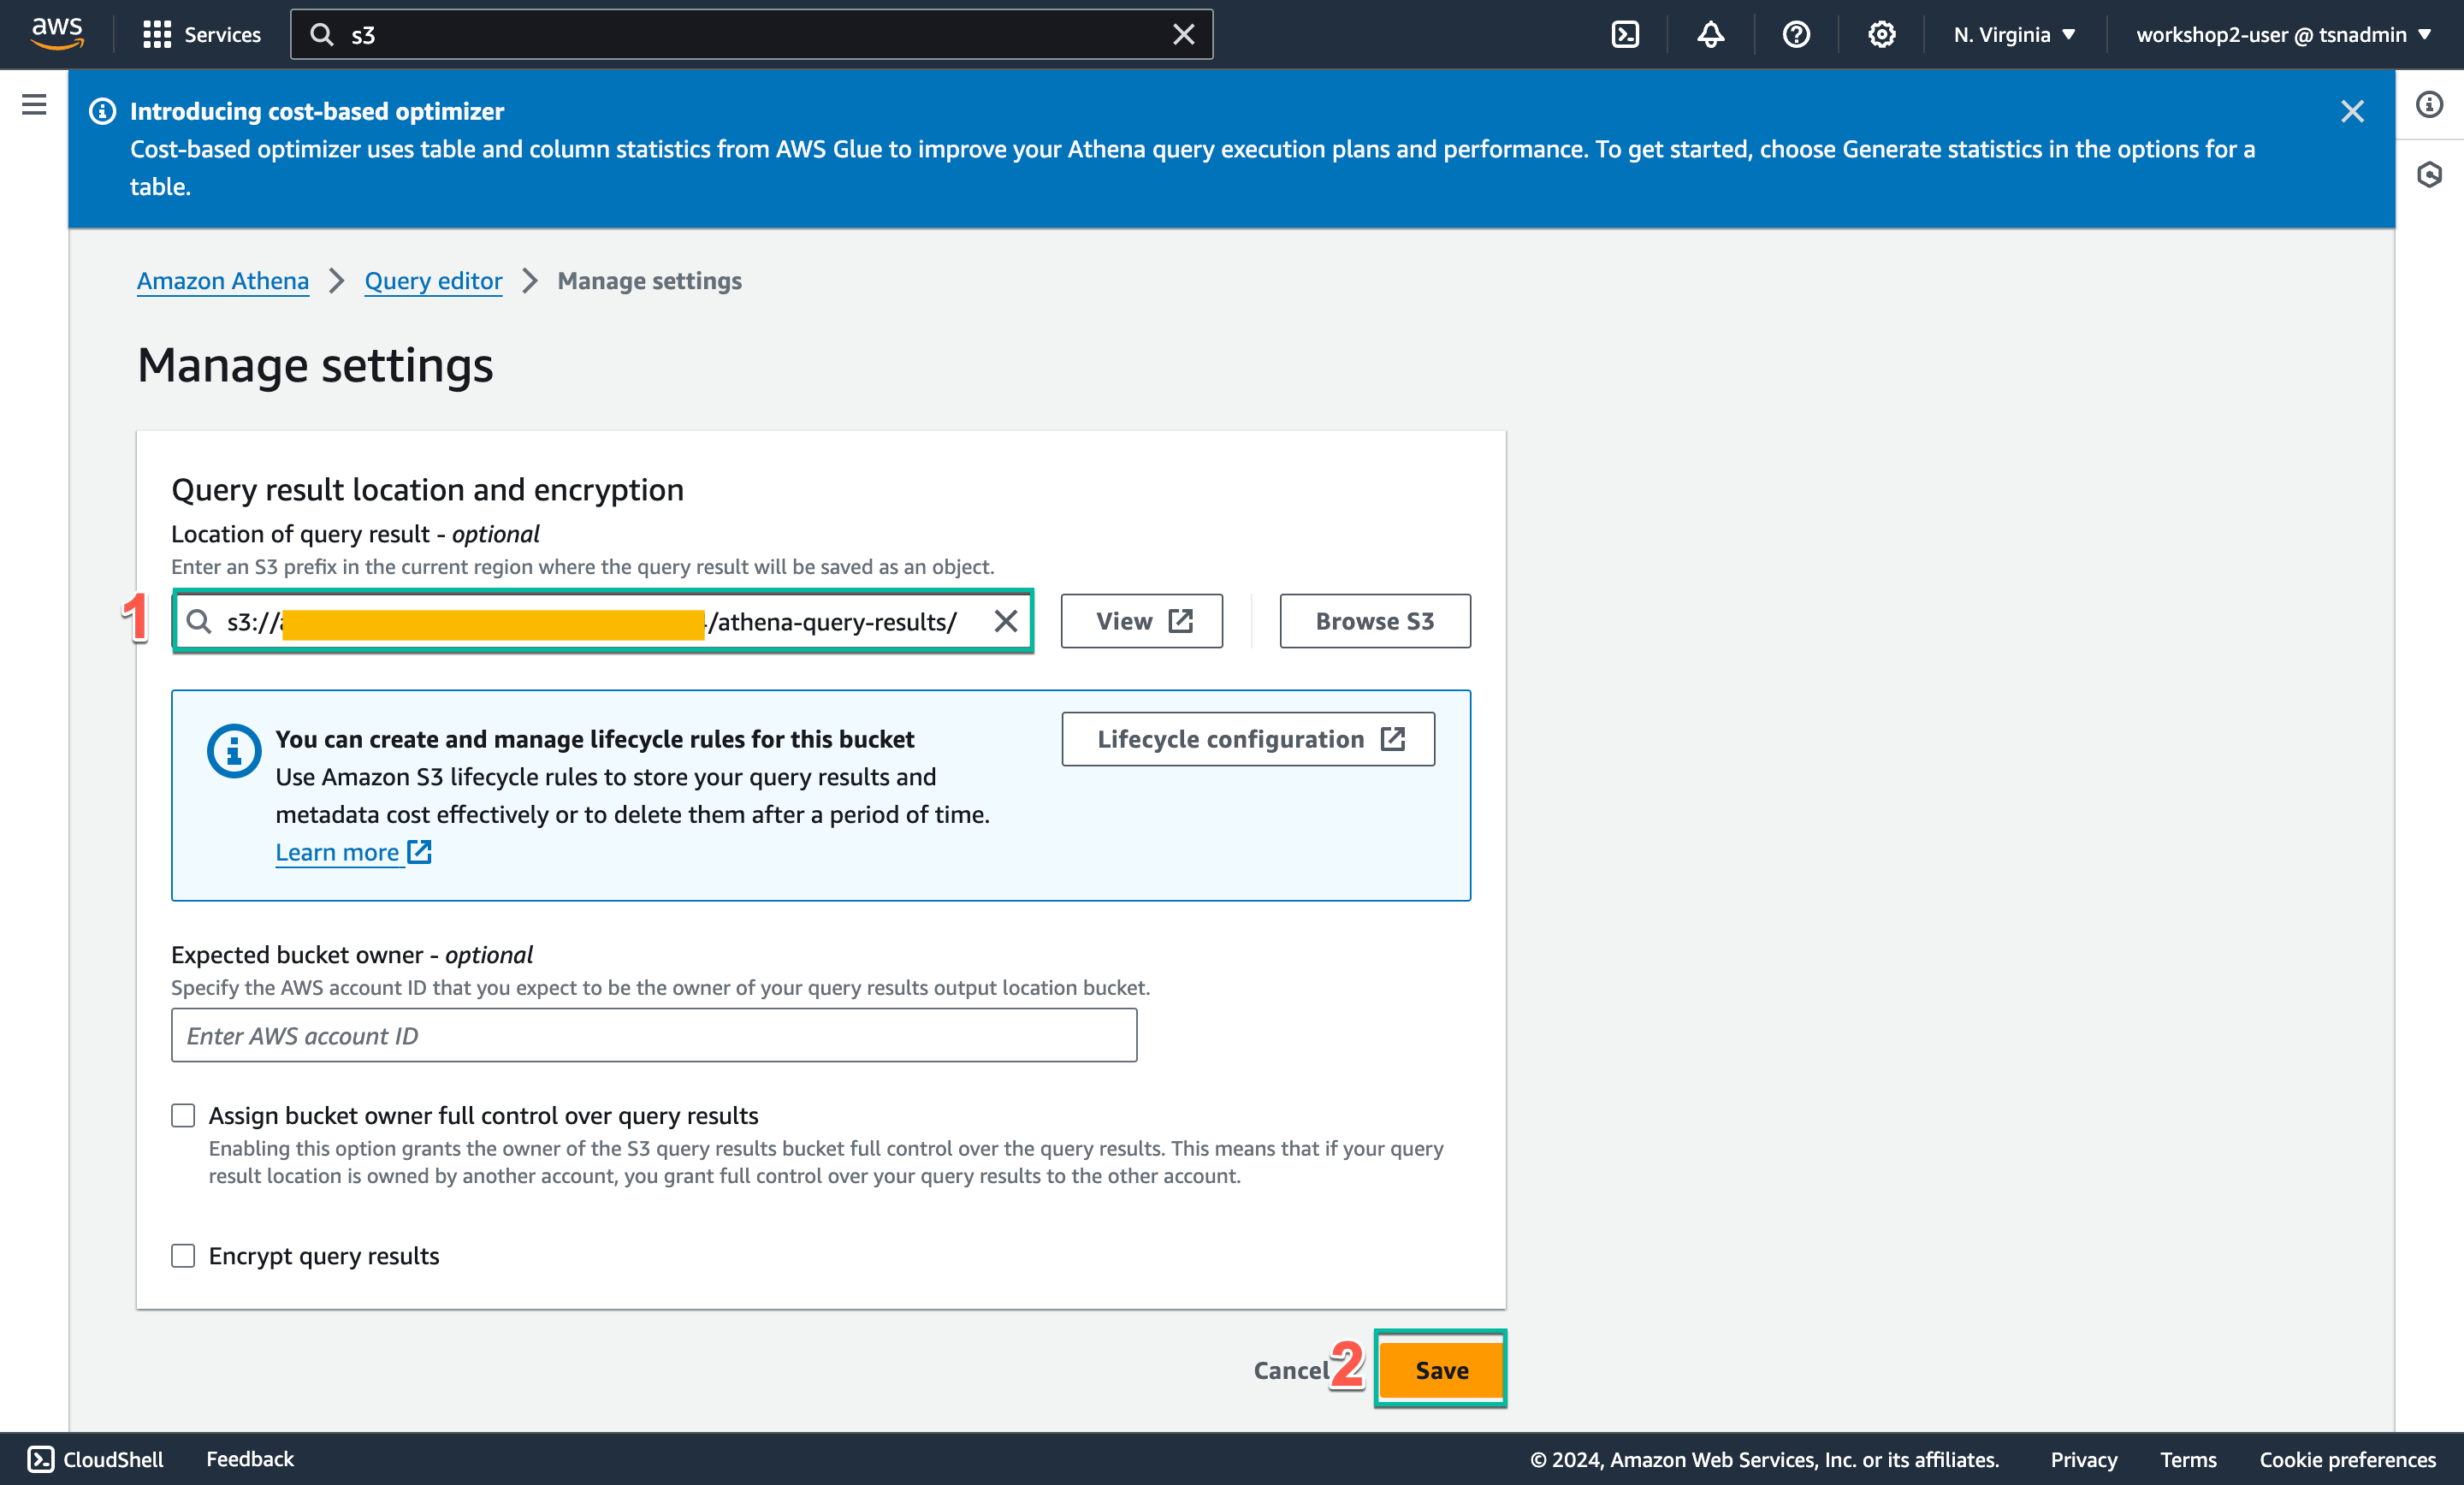 aws
Services
s3
N. Virginia
workshop2-user @ tsnadmin
Introducing cost-based optimizer
Cost-based optimizer uses table and column statistics from AWS Glue to improve your Athena query execution plans and performance. To get started, choose Generate statistics in the options for a
table.
Amazon Athena
Query editor
Manage settings
Manage settings
Query result location and encryption
Location of query result - optional
Enter an S3 prefix in the current region where the query result will be saved as an object.
1
s3:// /athena-query-results/
View
Browse S3
You can create and manage lifecycle rules for this bucket
Lifecycle configuration
Use Amazon S3 lifecycle rules to store your query results and
metadata cost effectively or to delete them after a period of time.
Learn more
Expected bucket owner - optional
Specify the AWS account ID that you expect to be the owner of your query results output location bucket.
Enter AWS account ID
Assign bucket owner full control over query results
Enabling this option grants the owner of the S3 query results bucket full control over the query results. This means that if your query
result location is owned by another account, you grant full control over your query results to the other account.
Encrypt query results
Cancel
2
Save
CloudShell
Feedback
© 2024, Amazon Web Services, Inc. or its affiliates.
Privacy
Terms
Cookie preferences